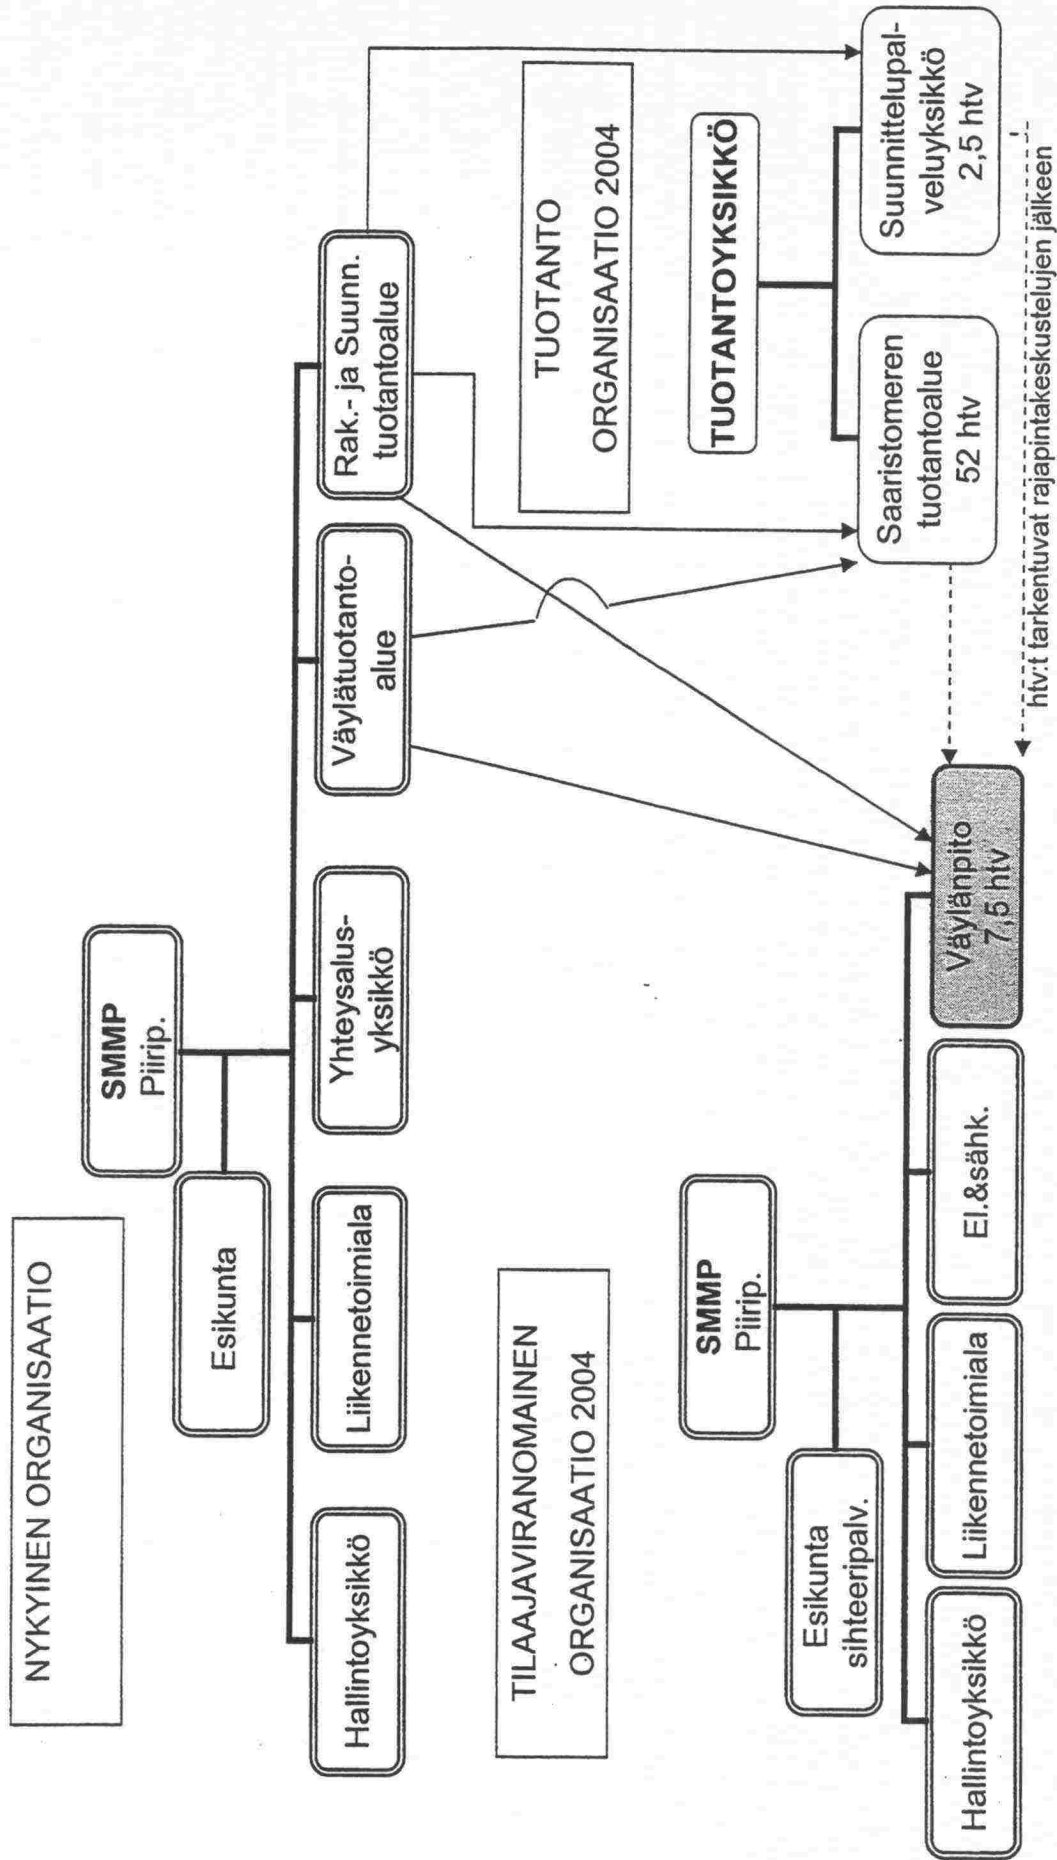 NYKYINEN ORGANISAATIO
SMMP
Piirip.
Esikunta
Hallintoyksikkö
Liikennetoimiala
Yhteysalus-
yksikkö
Väylätuotanto-
alue
Rak.- ja Suunn.
tuotantoalue
TILAAJAVIRANOMAINEN
ORGANISAATIO 2004
SMMP
Piirip.
Esikunta
sihteeripalv.
Hallintoyksikkö
Liikennetoimiala
El.&sähk.
Väylänpito
7,5 htv
TUOTANTO
ORGANISAATIO 2004
TUOTANTOYKSIKKÖ
Saaristomeren
tuotantoalue
52 htv
Suunnittelupal-
veluyksikkö
2,5 htv
htv:t tarkentuvat rajapintakeskustelujen jälkeen